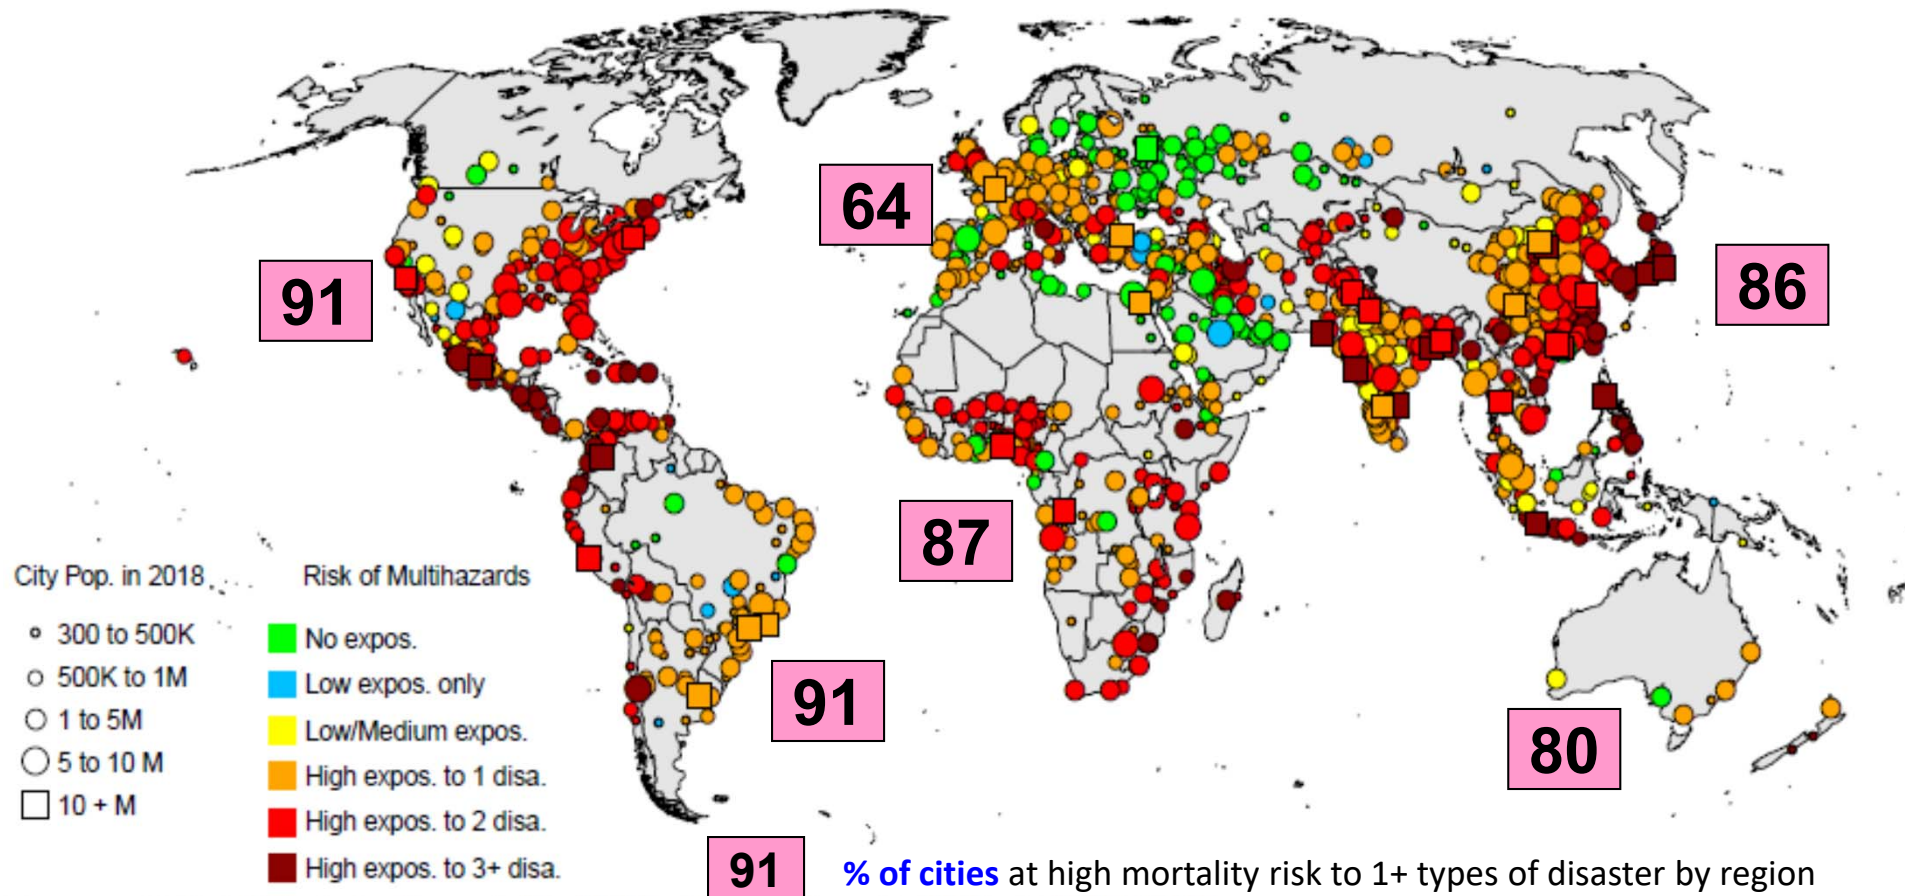 64
91
86
87
City Pop. in 2018
Risk of Multihazards
300 to 500K
No expos.
500K to 1M
Low expos. only
1 to 5M
Low/Medium expos.
5 to 10 M
High expos. to 1 disa.
10 + M
High expos. to 2 disa.
High expos. to 3+ disa.
91
80
91
% of cities at high mortality risk to 1+ types of disaster by region